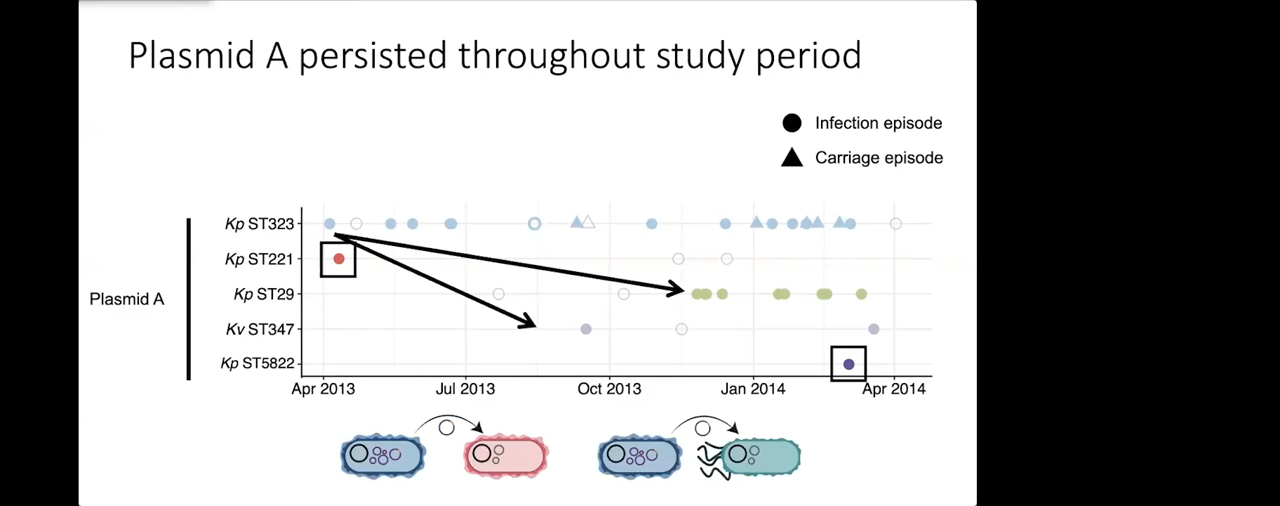 Plasmid A persisted throughout study period
Infection episode
Carriage episode
Kp ST323
Kp ST221
Kp ST29
Kv ST347
Kp ST5822
Plasmid A
Apr 2013 Jul 2013 Oct 2013 Jan 2014 Apr 2014